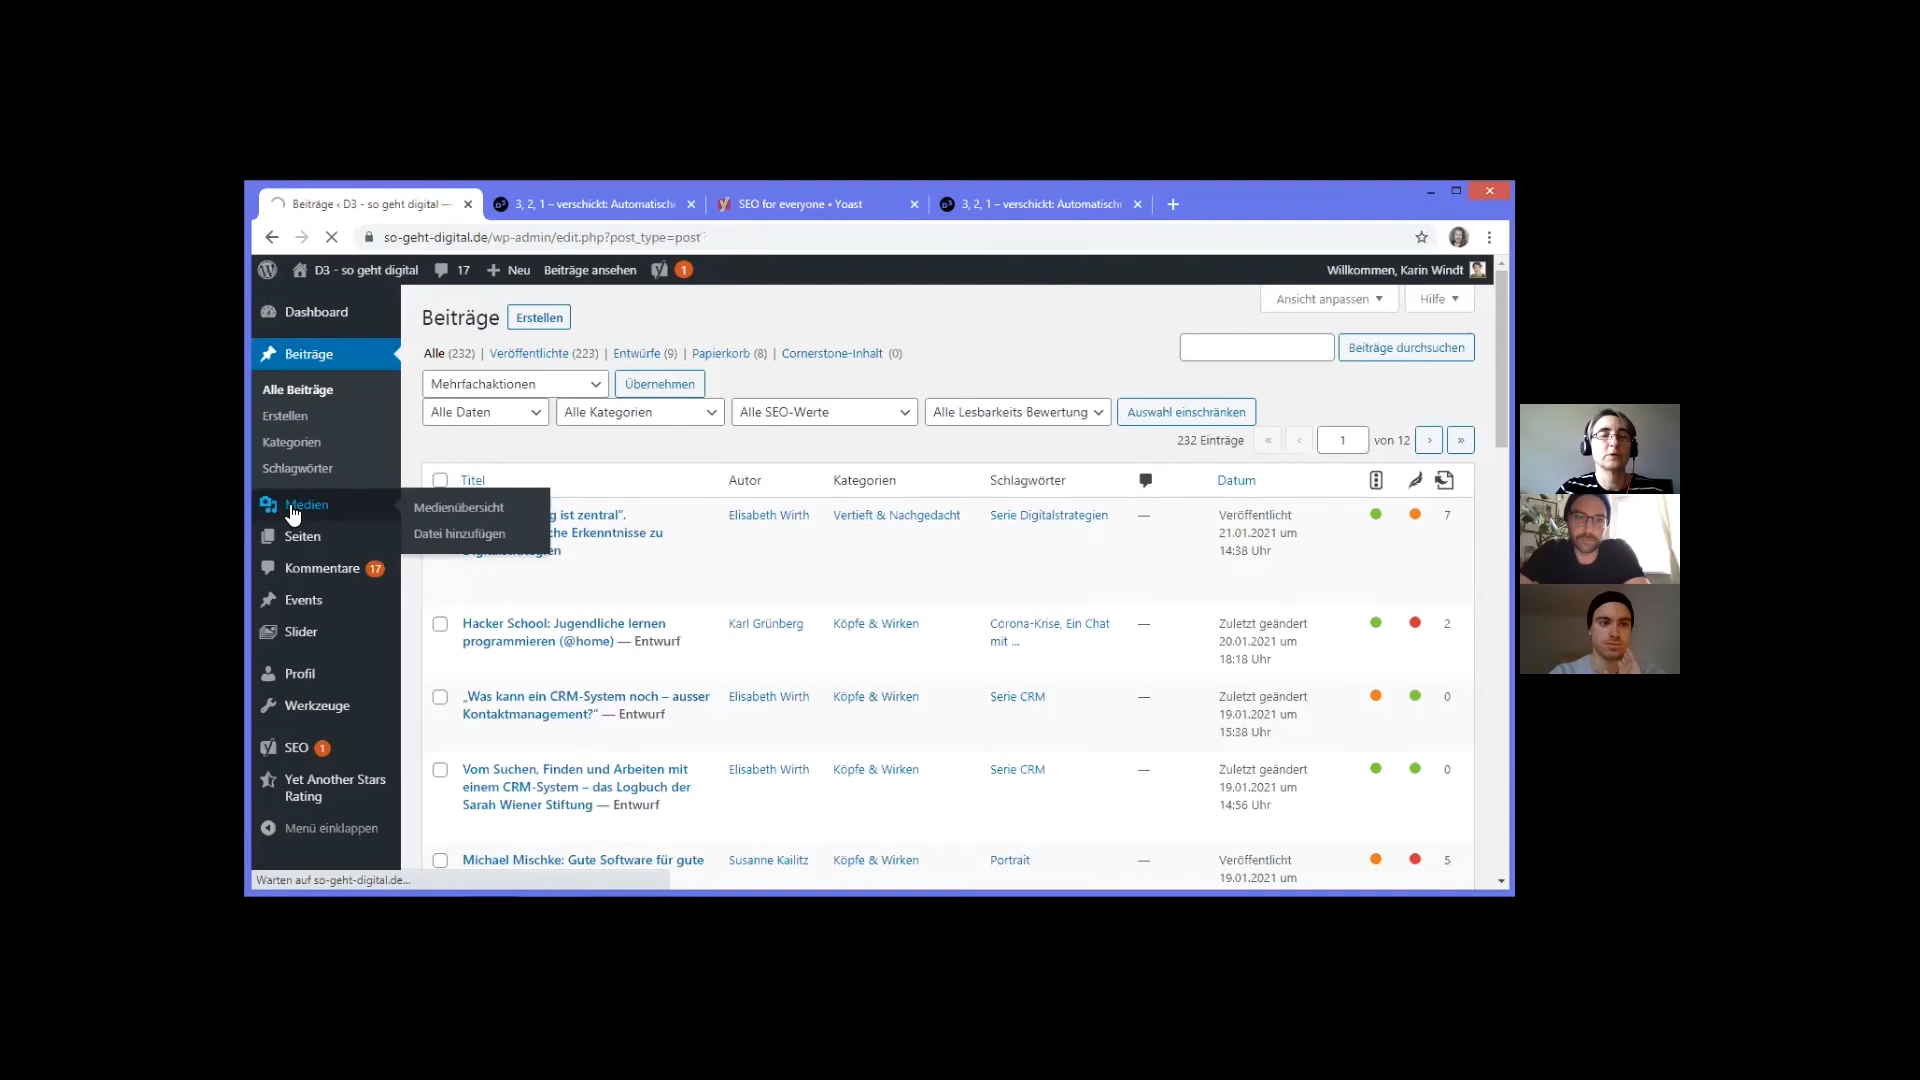 Beiträge ‹ D3 - so geht digital —
3, 2, 1 – verschickt: Automatisch
SEO for everyone • Yoast
3, 2, 1 – verschickt: Automatisch
so-geht-digital.de/wp-admin/edit.php?post_type=post
D3 - so geht digital
17
Neu
Beiträge ansehen
1
Willkommen, Karin Windt
Dashboard
Beiträge
Alle Beiträge
Erstellen
Kategorien
Schlagwörter
Medien
Medienübersicht
Datei hinzufügen
Seiten
Kommentare 17
Events
Slider
Profil
Werkzeuge
SEO 1
Yet Another Stars
Rating
Menü einklappen
Warten auf so-geht-digital.de...
Ansicht anpassen
Hilfe
Beiträge
Erstellen
Alle (232) | Veröffentlichte (223) | Entwürfe (9) | Papierkorb (8) | Cornerstone-Inhalt (0)
Beiträge durchsuchen
Mehrfachaktionen
Übernehmen
Alle Daten
Alle Kategorien
Alle SEO-Werte
Alle Lesbarkeits Bewertung
Auswahl einschränken
232 Einträge « ‹ 1 von 12 › »
Titel
Autor
Kategorien
Schlagwörter
Datum
ist zentral”.
Erkenntnisse zu
Elisabeth Wirth
Vertieft & Nachgedacht
Serie Digitalstrategien
—
Veröffentlicht
21.01.2021 um
14:38 Uhr
7
Hacker School: Jugendliche lernen
programmieren (@home) — Entwurf
Karl Grünberg
Köpfe & Wirken
Corona-Krise, Ein Chat
mit ...
—
Zuletzt geändert
20.01.2021 um
18:18 Uhr
2
„Was kann ein CRM-System noch – ausser
Kontaktmanagement?“ — Entwurf
Elisabeth Wirth
Köpfe & Wirken
Serie CRM
—
Zuletzt geändert
19.01.2021 um
15:38 Uhr
0
Vom Suchen, Finden und Arbeiten mit
einem CRM-System – das Logbuch der
Sarah Wiener Stiftung — Entwurf
Elisabeth Wirth
Köpfe & Wirken
Serie CRM
—
Zuletzt geändert
19.01.2021 um
14:56 Uhr
0
Michael Mischke: Gute Software für gute
Susanne Kailitz
Köpfe & Wirken
Portrait
—
Veröffentlicht
19.01.2021 um
5